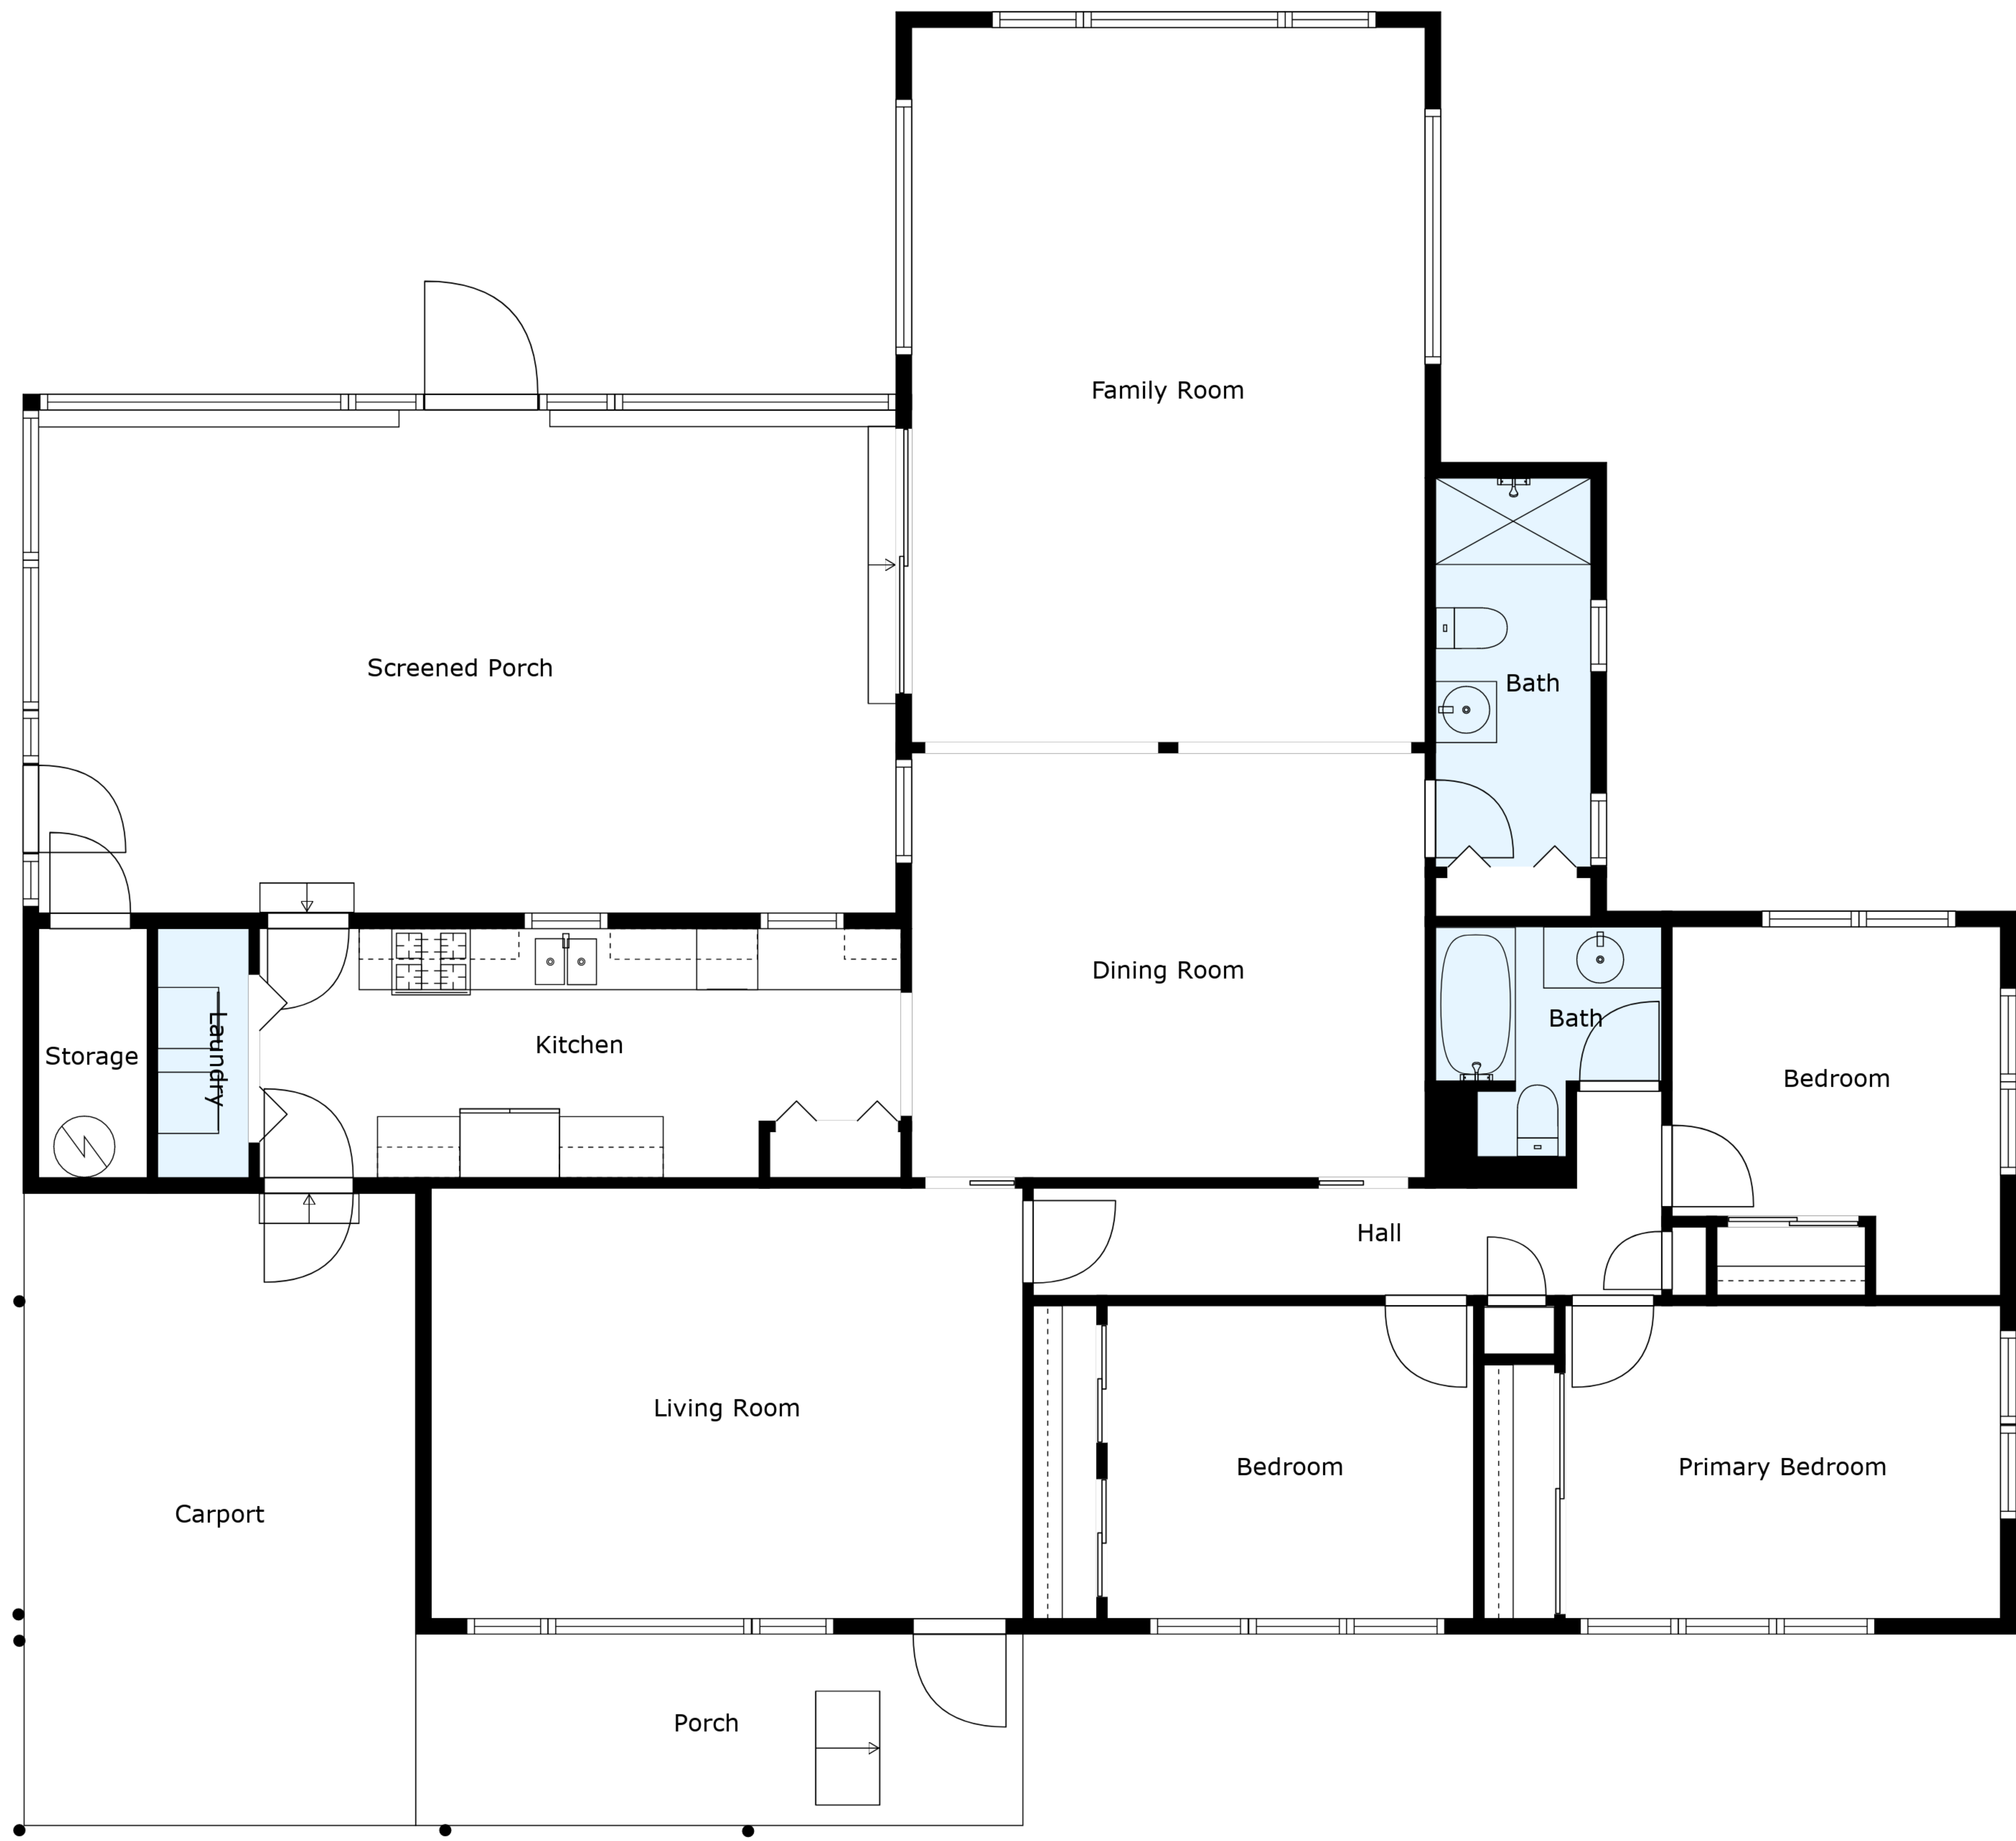 Family Room
Screened Porch
Bath
Dining Room
Bath
Kitchen
Storage
Laundry
Bedroom
Hall
Living Room
Bedroom
Primary Bedroom
Carport
Porch